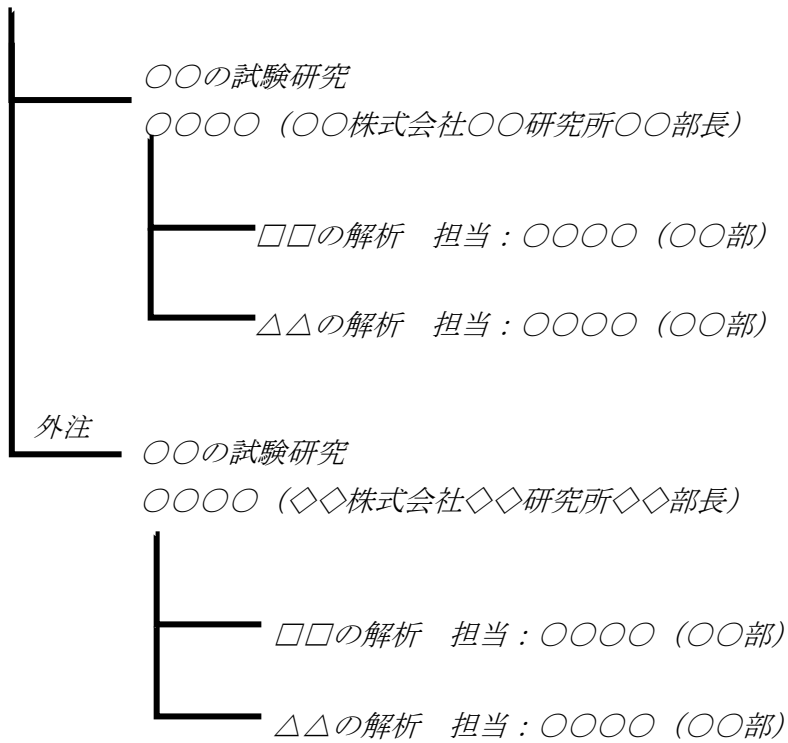 ○○の試験研究
○○○○（○○株式会社○○研究所○○部長）
□□の解析　担当：○○○○（○○部）
△△の解析　担当：○○○○（○○部）
外注
○○の試験研究
○○○○（◇◇株式会社◇◇研究所◇◇部長）
□□の解析　担当：○○○○（○○部）
△△の解析　担当：○○○○（○○部）